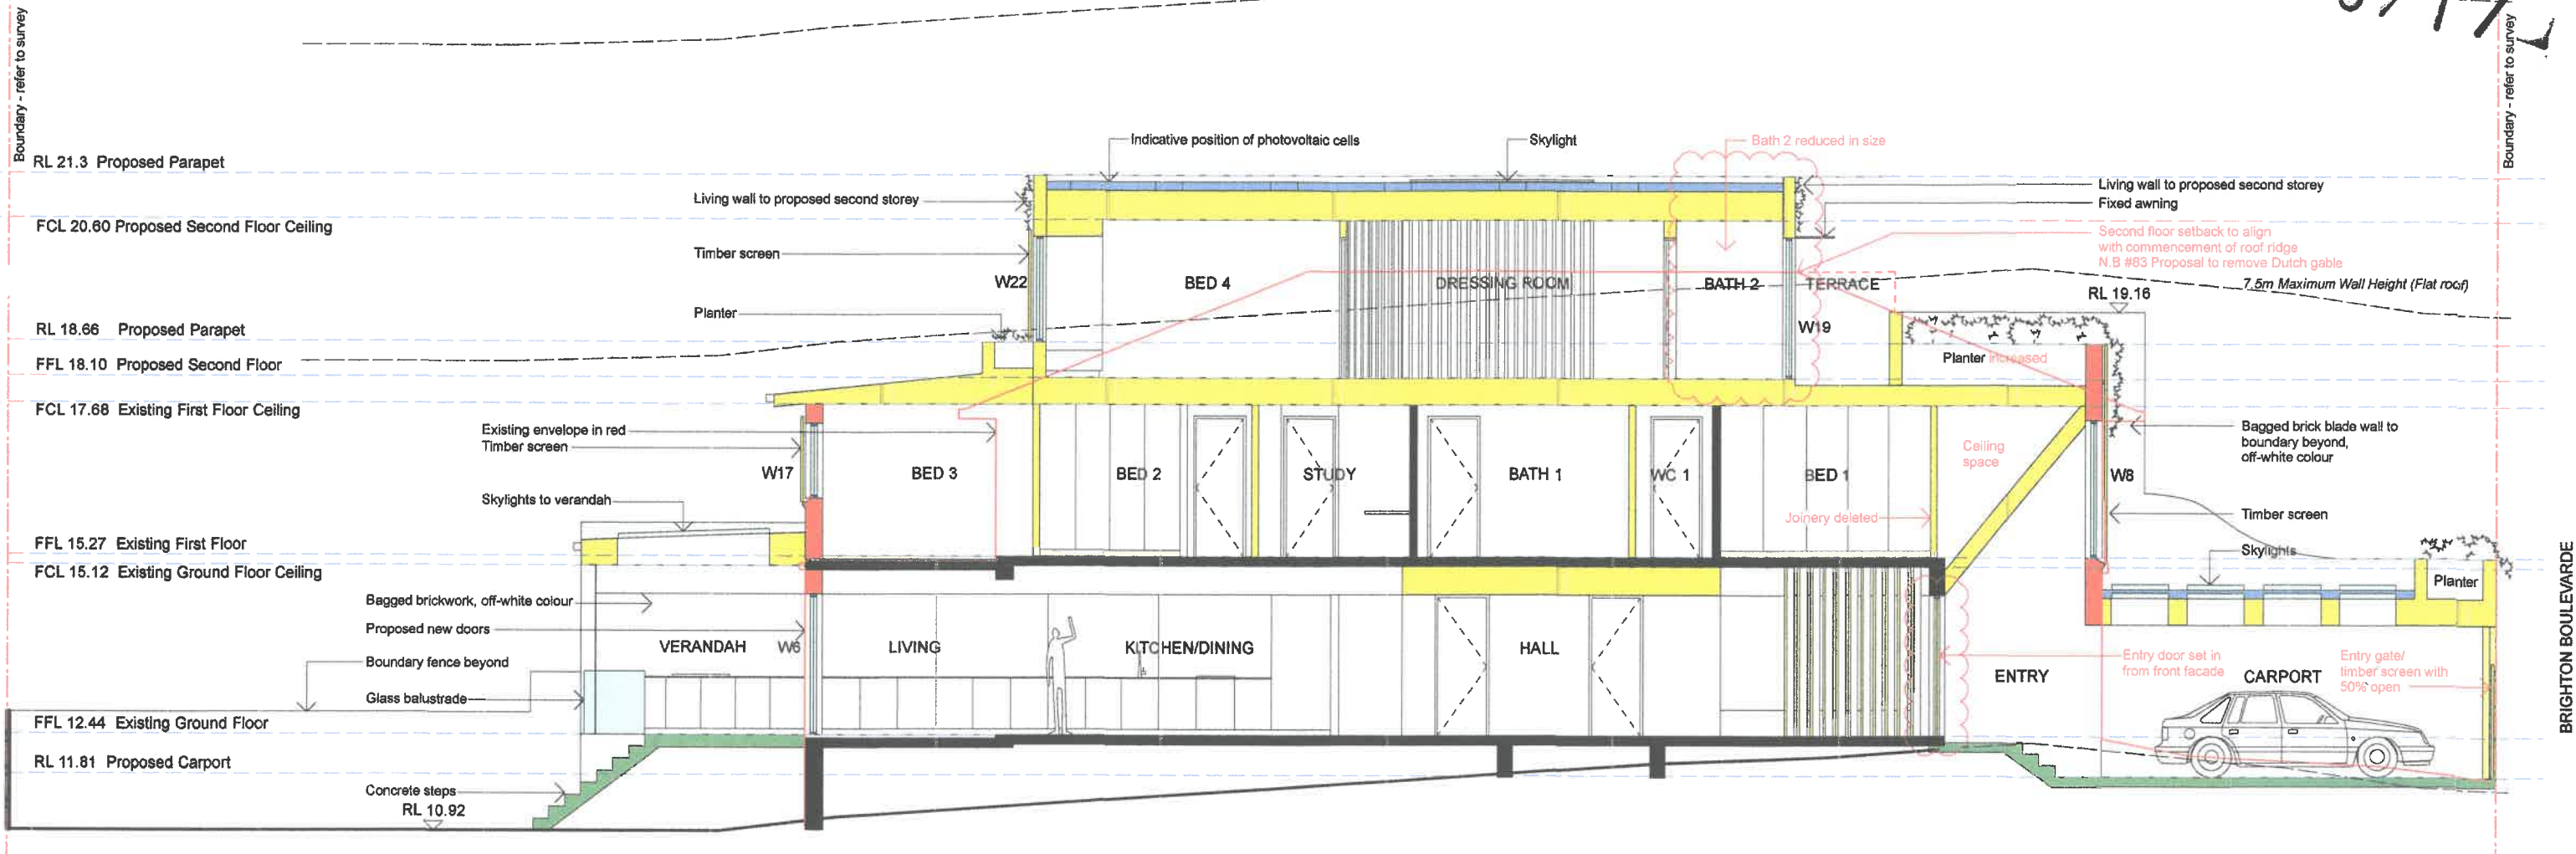 Boundary - refer to survey
Boundary - refer to survey
Indicative position of photovoltaic cells
Skylight
Bath 2 reduced in size
RL 21.3 Proposed Parapet
Living wall to proposed second storey
Living wall to proposed second storey
Fixed awning
FCL 20.60 Proposed Second Floor Ceiling
Second floor setback to align
with commencement of roof ridge
N.B #83 Proposal to remove Dutch gable
Timber screen
W22
BED 4
DRESSING ROOM
BATH 2
TERRACE
7.5m Maximum Wall Height (Flat roof)
RL 19.16
Planter
W19
RL 18.66 Proposed Parapet
FFL 18.10 Proposed Second Floor
Planter increased
FCL 17.68 Existing First Floor Ceiling
Existing envelope in red
Timber screen
Bagged brick blade wall to
boundary beyond,
off-white colour
W17
BED 3
BED 2
STUDY
BATH 1
WC 1
BED 1
Ceiling
space
W8
Skylights to verandah
Joinery deleted
Timber screen
FFL 15.27 Existing First Floor
Skylights
FCL 15.12 Existing Ground Floor Ceiling
Planter
Bagged brickwork, off-white colour
Proposed new doors
VERANDAH
W6
LIVING
KITCHEN/DINING
HALL
Boundary fence beyond
Entry door set in
from front facade
ENTRY
CARPORT
Entry gate/
timber screen with
50% open
Glass balustrade
FFL 12.44 Existing Ground Floor
RL 11.81 Proposed Carport
Concrete steps
RL 10.92
BRIGHTON BOULEVARDE